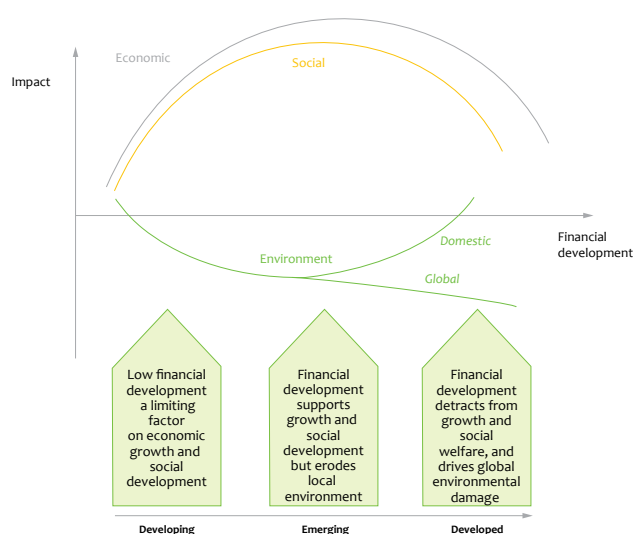 Economic
Social
Impact
Financial
development
Environment
Domestic
Global
Low financial
development
a limiting
factor
on economic
growth and
social
development
Financial
development
supports
growth and
social
development
but erodes
local
environment
Financial
development
detracts from
growth and
social
welfare, and
drives global
environmental
damage
Developing
Emerging
Developed